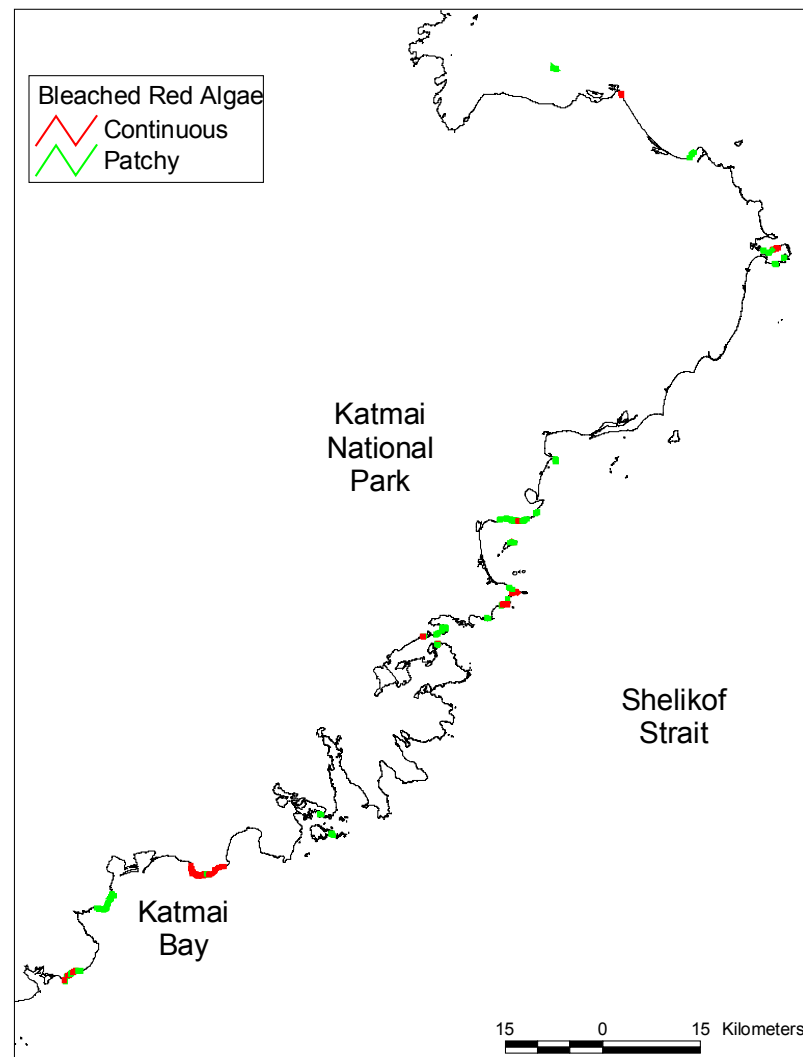 Bleached Red Algae
Continuous
Patchy
Katmai
National
Park
Shelikof
Strait
Katmai
Bay
15 0 15 Kilometers